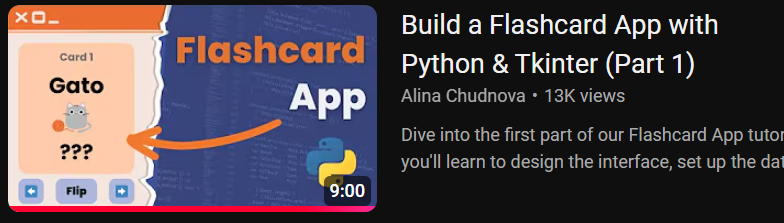 Card 1
Gato
???
Flip
Flashcard
App
9:00
Build a Flashcard App with
Python & Tkinter (Part 1)
Alina Chudnova • 13K views
Dive into the first part of our Flashcard App tutor
you'll learn to design the interface, set up the dat